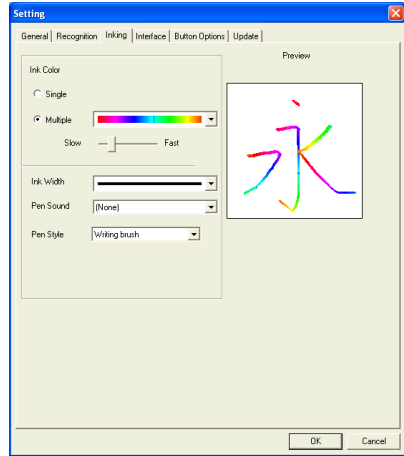 Setting
General Recognition Inking Interface Button Options Update
Ink Color
Single
Multiple
Slow Fast
Ink Width
Pen Sound (None)
Pen Style Writing brush
Preview
永
OK Cancel